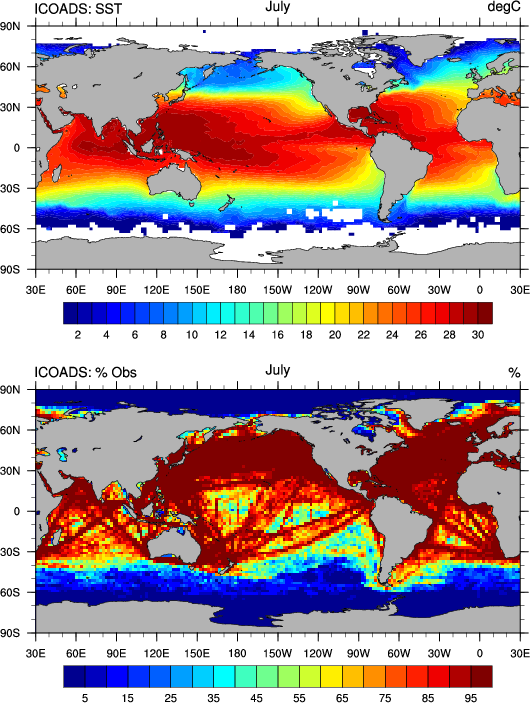 ICOADS: SST July degC
90N
60N
30N
0
30S
60S
90S
30E 60E 90E 120E 150E 180 150W 120W 90W 60W 30W 0 30E
2 4 6 8 10 12 14 16 18 20 22 24 26 28 30
ICOADS: % Obs July %
90N
60N
30N
0
30S
60S
90S
30E 60E 90E 120E 150E 180 150W 120W 90W 60W 30W 0 30E
5 15 25 35 45 55 65 75 85 95